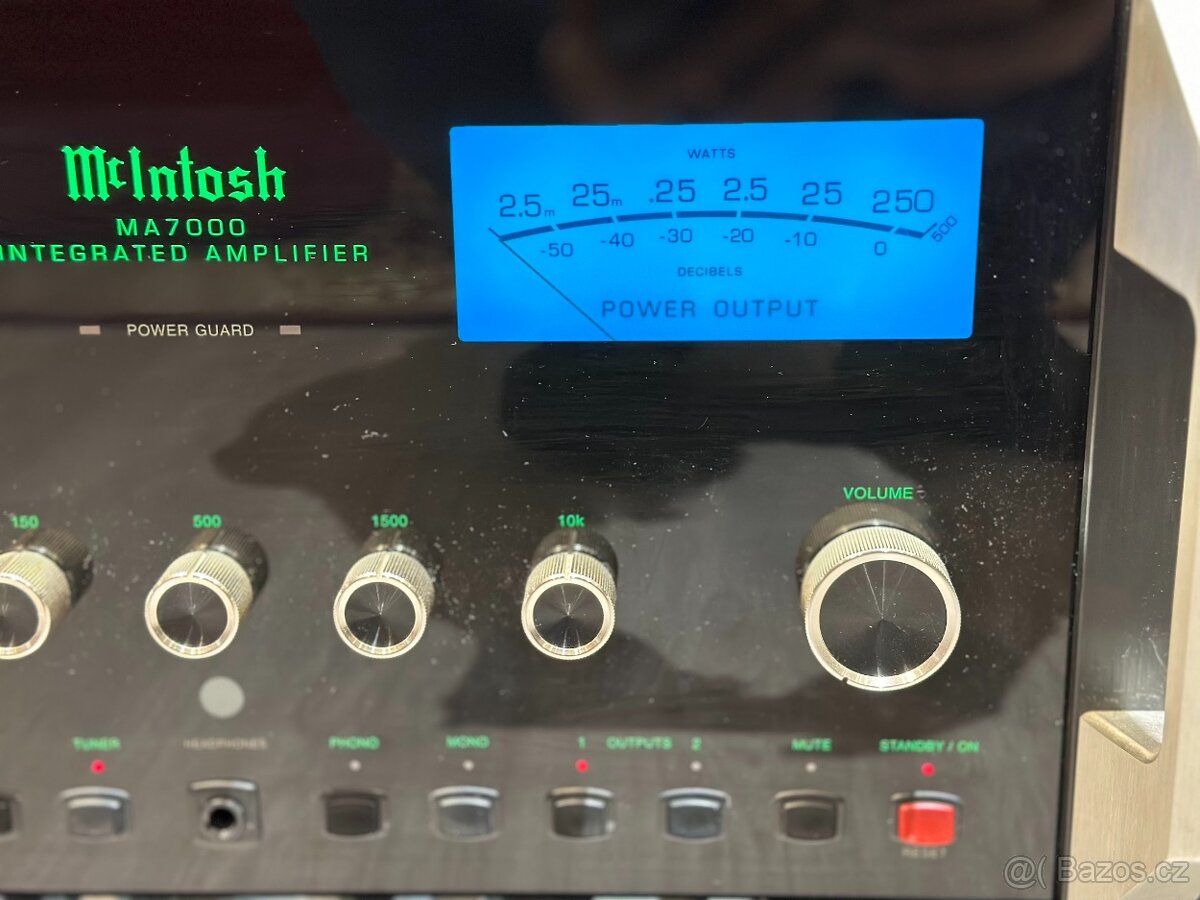 McIntosh
MA7000
INTEGRATED AMPLIFIER
POWER GUARD
WATTS
2.5m 25m .25 2.5 25 250 500
-50 -40 -30 -20 -10 0
DECIBELS
POWER OUTPUT
VOLUME
150 500 1500 10k
TUNER HEADPHONES PHONO MONO 1 OUTPUTS 2 MUTE STANDBY / ON
RESET
@( Bazos.cz